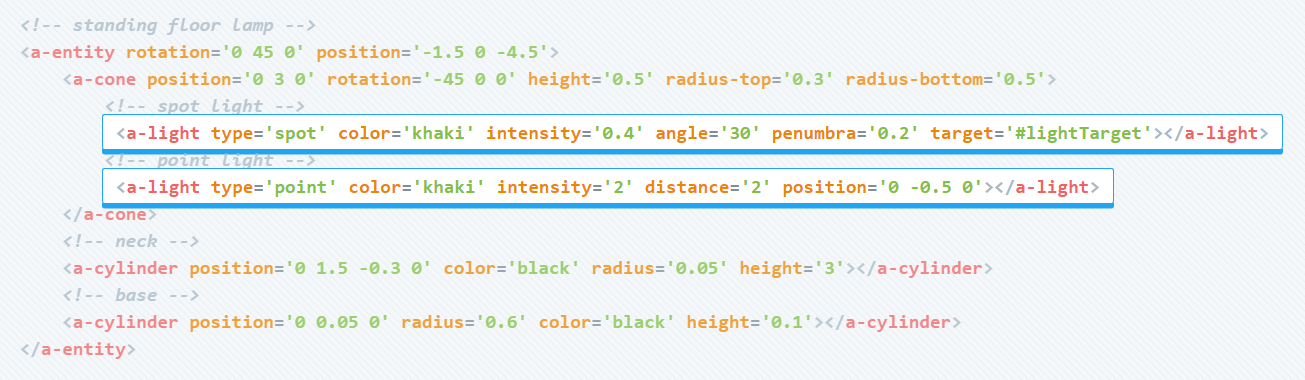 <!-- standing floor lamp -->
<a-entity rotation='0 45 0' position='-1.5 0 -4.5'>
<a-cone position='0 3 0' rotation='-45 0 0' height='0.5' radius-top='0.3' radius-bottom='0.5'>
<!-- spot light -->
<a-light type='spot' color='khaki' intensity='0.4' angle='30' penumbra='0.2' target='#lightTarget'></a-light>
<!-- point light -->
<a-light type='point' color='khaki' intensity='2' distance='2' position='0 -0.5 0'></a-light>
</a-cone>
<!-- neck -->
<a-cylinder position='0 1.5 -0.3 0' color='black' radius='0.05' height='3'></a-cylinder>
<!-- base -->
<a-cylinder position='0 0.05 0' radius='0.6' color='black' height='0.1'></a-cylinder>
</a-entity>